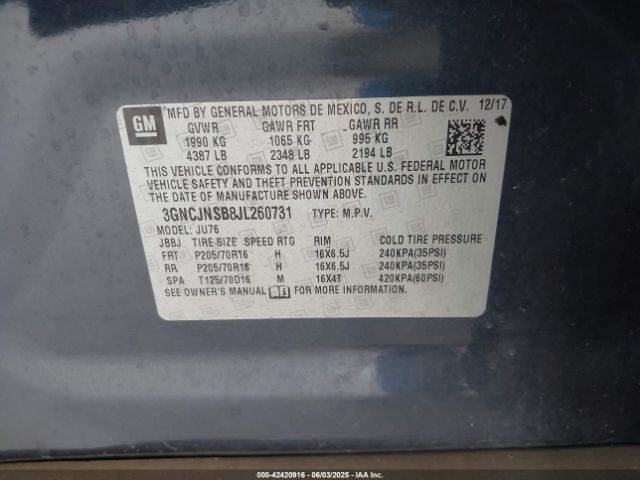 GM
MFD BY GENERAL MOTORS DE MEXICO, S. DE R.L. DE C.V. 12/17
GVWR GAWR FRT GAWR RR
1990 KG 1065 KG 995 KG
4387 LB 2348 LB 2194 LB
THIS VEHICLE CONFORMS TO ALL APPLICABLE U.S. FEDERAL MOTOR
VEHICLE SAFETY AND THEFT PREVENTION STANDARDS IN EFFECT ON THE
DATE OF MANUFACTURE SHOWN ABOVE.
3GNCJNSB8JL260731 TYPE: M.P.V.
MODEL: JU76
JBBJ TIRE SIZE SPEED RTG RIM COLD TIRE PRESSURE
FRT P205/70R16 H 16X6.5J 240KPA(35PSI)
RR P205/70R16 H 16X6.5J 240KPA(35PSI)
SPA T125/70D16 M 16X4T 420KPA(60PSI)
SEE OWNER'S MANUAL FOR MORE INFORMATION
000-42420916 - 06/03/2025 - WWW.IAAI.COM